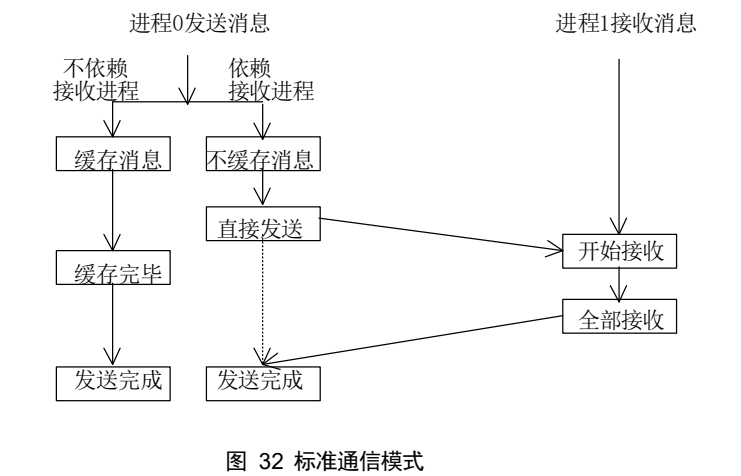 进程0发送消息
进程1接收消息
不依赖
接收进程
依赖
接收进程
缓存消息
不缓存消息
直接发送
开始接收
缓存完毕
全部接收
发送完成
发送完成
图 32 标准通信模式